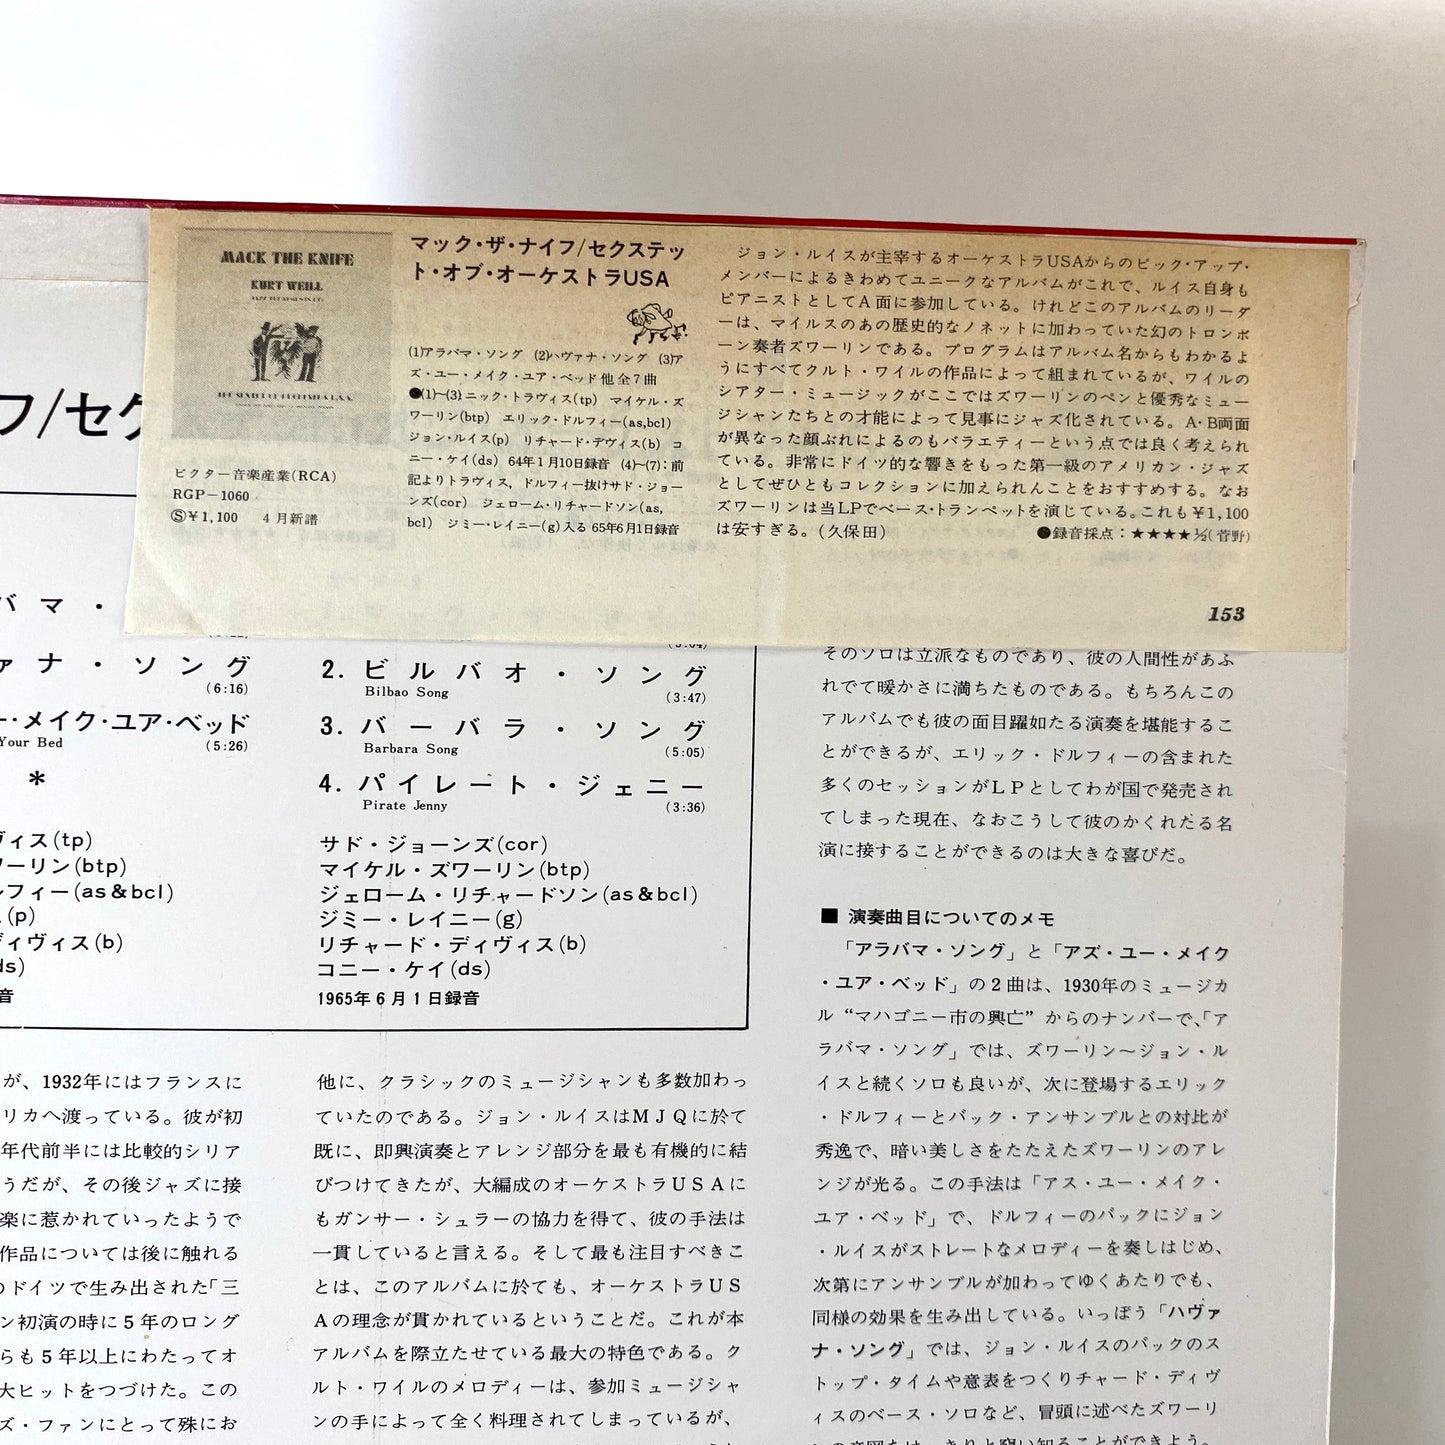 MACK THE KNIFE
KURT WEILL
THE SEXTET OF ORCHESTRA U.S.A.
ビクター音楽産業(RCA)
RGP-1060
Ⓢ¥1,100 4月新譜
マック・ザ・ナイフ/セクステッ
ト・オブ・オーケストラUSA
(1)アラバマ・ソング (2)ハヴァナ・ソング (3)ア
ズ・ユー・メイク・ユア・ベッド他全7曲
●(1)~(3):ニック・トラヴィス(tp) マイケル・ズ
ワーリン(btp) エリック・ドルフィー(as,bcl)
ジョン・ルイス(p) リチャード・デヴィス(b) コ
ニー・ケイ(ds) 64年1月10日録音 (4)~(7):前
記よりトラヴィス,ドルフィー抜けサド・ジョー
ンズ(cor) ジェローム・リチャードソン(as,
bcl) ジミー・レイニー(g)入る 65年6月1日録音
ジョン・ルイスが主宰するオーケストラUSAからのピック・アップ・
メンバーによるきわめてユニークなアルバムがこれで、ルイス自身も
ピアニストとしてA面に参加している。けれどこのアルバムのリーダ
ーは、マイルスのあの歴史的なノネットに加わっていた幻のトロンボ
ーン奏者ズワーリンである。プログラムはアルバム名からもわかるよ
うにすべてクルト・ワイルの作品によって組まれているが、ワイルの
シアター・ミュージックがここではズワーリンのペンと優秀なミュー
ジシャンたちとの才能によって見事にジャズ化されている。A・B両面
が異なった顔ぶれによるのもバラエティーという点では良く考えられ
ている。非常にドイツ的な響きをもった第一級のアメリカン・ジャズ
としてぜひともコレクションに加えられんことをおすすめする。なお
ズワーリンは当LPでベース・トランペットを演じている。これも¥1,100
は安すぎる。(久保田)
●録音採点:★★★★½(菅野)
153
フ/セク
バマ・
ァナ・ソング
(6:16)
ー・メイク・ユア・ベッド
Your Bed
(5:26)
*
ヴィス(tp)
ワーリン(btp)
ルフィー(as&bcl)
(p)
ディヴィス(b)
ds)
音
2. ビルバオ・ソング
Bilbao Song
(3:47)
3. バーバラ・ソング
Barbara Song
(5:05)
4. パイレート・ジェニー
Pirate Jenny
(3:36)
サド・ジョーンズ(cor)
マイケル・ズワーリン(btp)
ジェローム・リチャードソン(as&bcl)
ジミー・レイニー(g)
リチャード・ディヴィス(b)
コニー・ケイ(ds)
1965年6月1日録音
が、1932年にはフランスに
リカへ渡っている。彼が初
年代前半には比較的シリア
うだが、その後ジャズに接
楽に惹かれていったようで
作品については後に触れる
のドイツで生み出された「三
ン初演の時に5年のロング
らも5年以上にわたってオ
大ヒットをつづけた。この
ズ・ファンにとって殊にお
他に、クラシックのミュージシャンも多数加わっ
ていたのである。ジョン・ルイスはMJQに於て
既に、即興演奏とアレンジ部分を最も有機的に結
びつけてきたが、大編成のオーケストラUSAに
もガンサー・シュラーの協力を得て、彼の手法は
一貫していると言える。そして最も注目すべきこ
とは、このアルバムに於ても、オーケストラUS
Aの理念が貫かれているということだ。これが本
アルバムを際立たせている最大の特色である。ク
ルト・ワイルのメロディーは、参加ミュージシャ
ンの手によって全く料理されてしまっているが、
そのソロは立派なものであり、彼の人間性があふ
れでて暖かさに満ちたものである。もちろんこの
アルバムでも彼の面目躍如たる演奏を堪能するこ
とができるが、エリック・ドルフィーの含まれた
多くのセッションがLPとしてわが国で発売され
てしまった現在、なおこうして彼のかくれたる名
演に接することができるのは大きな喜びだ。
■ 演奏曲目についてのメモ
「アラバマ・ソング」と「アズ・ユー・メイク
・ユア・ベッド」の2曲は、1930年のミュージカ
ル“マハゴニー市の興亡”からのナンバーで、「ア
ラバマ・ソング」では、ズワーリン~ジョン・ル
イスと続くソロも良いが、次に登場するエリック
・ドルフィーとバック・アンサンブルとの対比が
秀逸で、暗い美しさをたたえたズワーリンのアレ
ンジが光る。この手法は「アス・ユー・メイク・
ユア・ベッド」で、ドルフィーのバックにジョン
・ルイスがストレートなメロディーを奏しはじめ、
次第にアンサンブルが加わってゆくあたりでも、
同様の効果を生み出している。いっぽう「ハヴァ
ナ・ソング」では、ジョン・ルイスのバックのス
トップ・タイムや意表をつくリチャード・ディヴ
ィスのベース・ソロなど、冒頭に述べたズワーリ
ンの意図をはっきりと窺い知ることができよう。